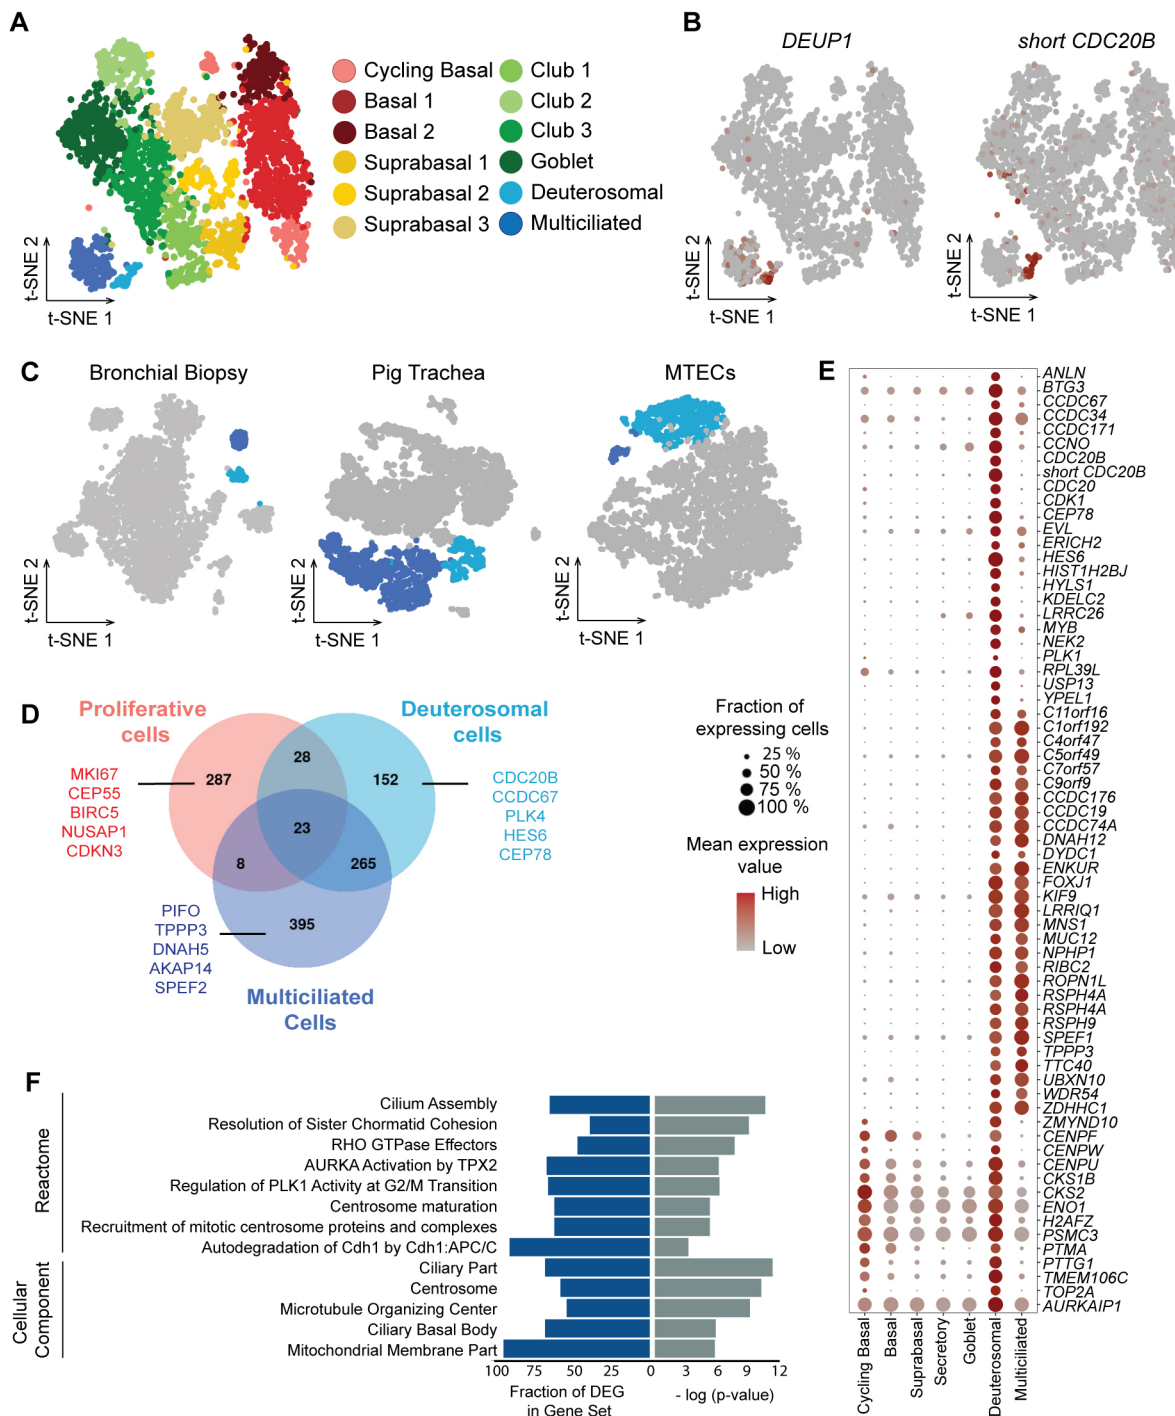 A
Cycling Basal
Basal 1
Basal 2
Suprabasal 1
Suprabasal 2
Suprabasal 3
Club 1
Club 2
Club 3
Goblet
Deuterosomal
Multiciliated
t-SNE 2
t-SNE 1
B
DEUP1
short CDC20B
t-SNE 2
t-SNE 1
t-SNE 2
t-SNE 1
C
Bronchial Biopsy
Pig Trachea
MTECs
t-SNE 2
t-SNE 1
t-SNE 2
t-SNE 1
t-SNE 2
t-SNE 1
D
Proliferative
cells
Deuterosomal
cells
28
287
152
23
8
265
395
MKI67
CEP55
BIRC5
NUSAP1
CDKN3
CDC20B
CCDC67
PLK4
HES6
CEP78
PIFO
TPPP3
DNAH5
AKAP14
SPEF2
Multiciliated
Cells
Fraction of
expressing cells
25 %
50 %
75 %
100 %
Mean expression
value
High
Low
E
ANLN
BTG3
CCDC67
CCDC34
CCDC171
CCNO
CDC20B
short CDC20B
CDC20
CDK1
CEP78
EVL
ERICH2
HES6
HIST1H2BJ
HYLS1
KDELC2
LRRC26
MYB
NEK2
PLK1
RPL39L
USP13
YPEL1
C11orf16
C1orf192
C4orf47
C5orf49
C7orf57
C9orf9
CCDC176
CCDC19
CCDC74A
DNAH12
DYDC1
ENKUR
FOXJ1
KIF9
LRRIQ1
MNS1
MUC12
NPHP1
RIBC2
ROPN1L
RSPH4A
RSPH4A
RSPH9
SPEF1
TPPP3
TTC40
UBXN10
WDR54
ZDHHC1
ZMYND10
CENPF
CENPW
CENPU
CKS1B
CKS2
ENO1
H2AFZ
PSMC3
PTMA
PTTG1
TMEM106C
TOP2A
AURKAIP1
Cycling Basal
Basal
Suprabasal
Secretory
Goblet
Deuterosomal
Multiciliated
F
Reactome
Cilium Assembly
Resolution of Sister Chormatid Cohesion
RHO GTPase Effectors
AURKA Activation by TPX2
Regulation of PLK1 Activity at G2/M Transition
Centrosome maturation
Recruitment of mitotic centrosome proteins and complexes
Autodegradation of Cdh1 by Cdh1:APC/C
Cellular
Component
Ciliary Part
Centrosome
Microtubule Organizing Center
Ciliary Basal Body
Mitochondrial Membrane Part
100 75 50 25 0 3 6 9 12
Fraction of DEG
in Gene Set
- log (p-value)